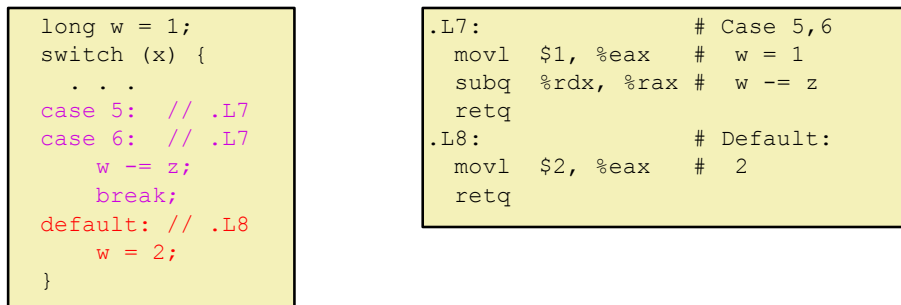 long w = 1;
switch (x) {
. . .
case 5:  // .L7
case 6:  // .L7
w -= z;
break;
default: // .L8
w = 2;
}
.L7:                # Case 5,6
movl  $1, %eax   #  w = 1
subq  %rdx, %rax #  w -= z
retq
.L8:                # Default:
movl  $2, %eax   #  2
retq